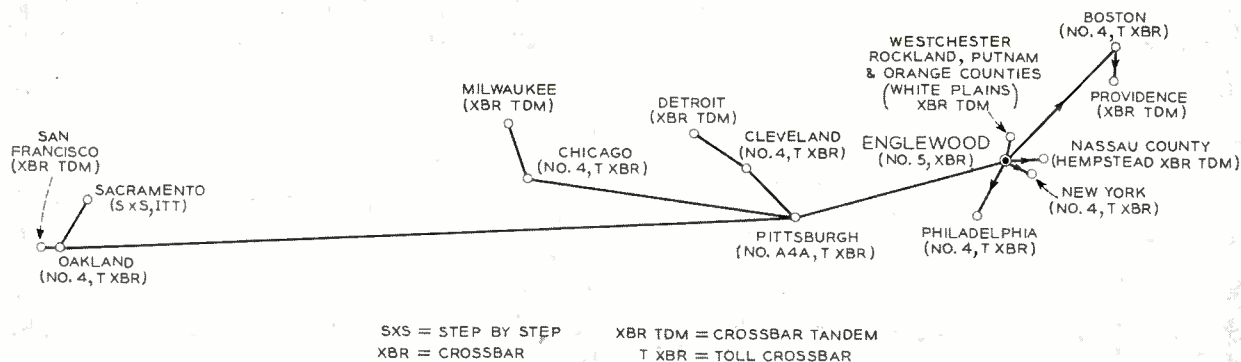 BOSTON
(NO. 4, T XBR)
WESTCHESTER
ROCKLAND, PUTNAM
& ORANGE COUNTIES
(WHITE PLAINS)
XBR TDM
PROVIDENCE
(XBR TDM)
MILWAUKEE
(XBR TDM)
DETROIT
(XBR TDM)
CLEVELAND
(NO. 4, T XBR)
ENGLEWOOD
(NO. 5, XBR)
NASSAU COUNTY
(HEMPSTEAD XBR TDM)
SAN
FRANCISCO
(XBR TDM)
CHICAGO
(NO. 4, T XBR)
SACRAMENTO
(S X S, ITT)
NEW YORK
(NO. 4, T XBR)
PHILADELPHIA
(NO. 4, T XBR)
PITTSBURGH
(NO. A4A, T XBR)
OAKLAND
(NO. 4, T XBR)
SXS = STEP BY STEP
XBR TDM = CROSSBAR TANDEM
XBR = CROSSBAR
T XBR = TOLL CROSSBAR